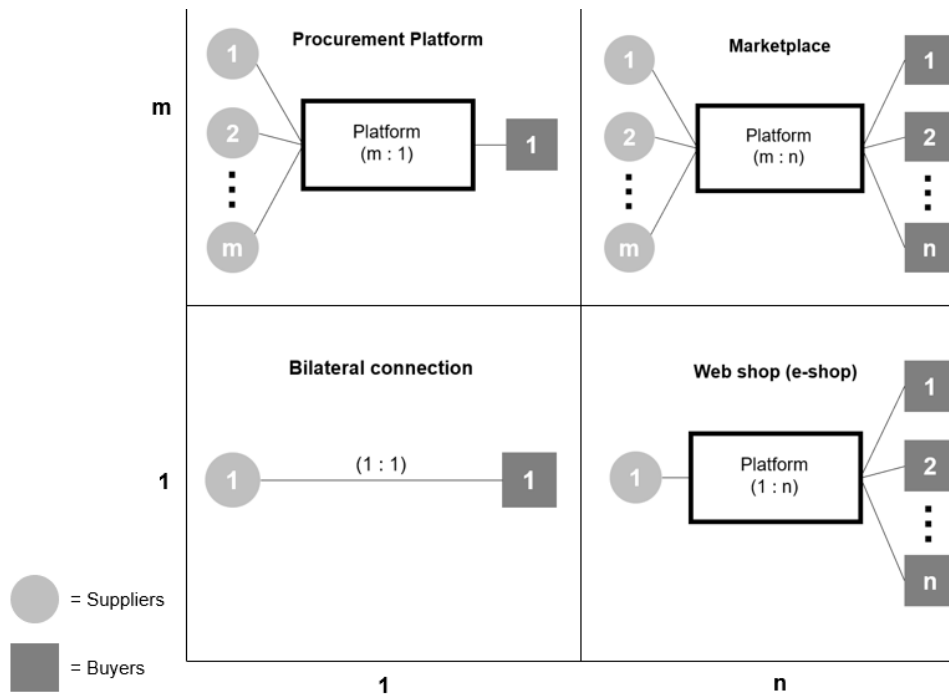 Procurement Platform
1
2
m
Platform
(m : 1)
1
Marketplace
1
2
m
Platform
(m : n)
1
2
n
m
Bilateral connection
1
(1 : 1)
1
Web shop (e-shop)
1
Platform
(1 : n)
1
2
n
1
= Suppliers
= Buyers
1
n